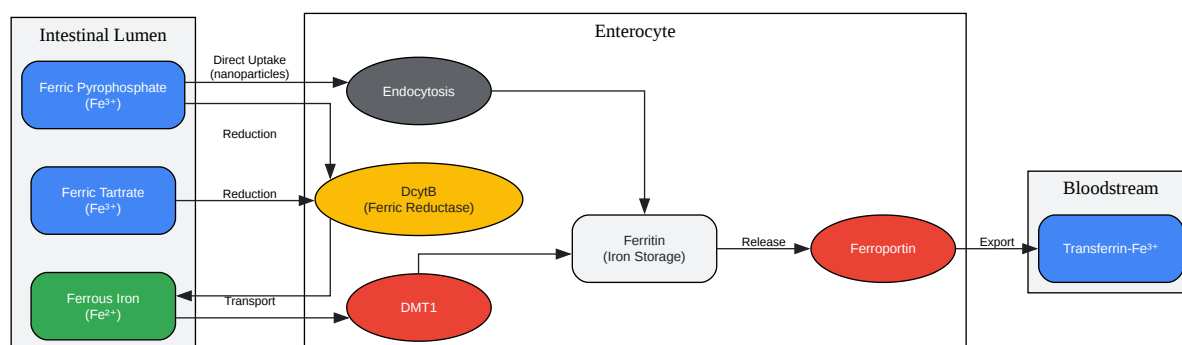 Intestinal Lumen
Ferric Pyrophosphate
(Fe³⁺)
Ferric Tartrate
(Fe³⁺)
Ferrous Iron
(Fe²⁺)
Direct Uptake
(nanoparticles)
Reduction
Reduction
Transport
Enterocyte
Endocytosis
DcytB
(Ferric Reductase)
DMT1
Ferritin
(Iron Storage)
Release
Ferroportin
Export
Bloodstream
Transferrin-Fe³⁺